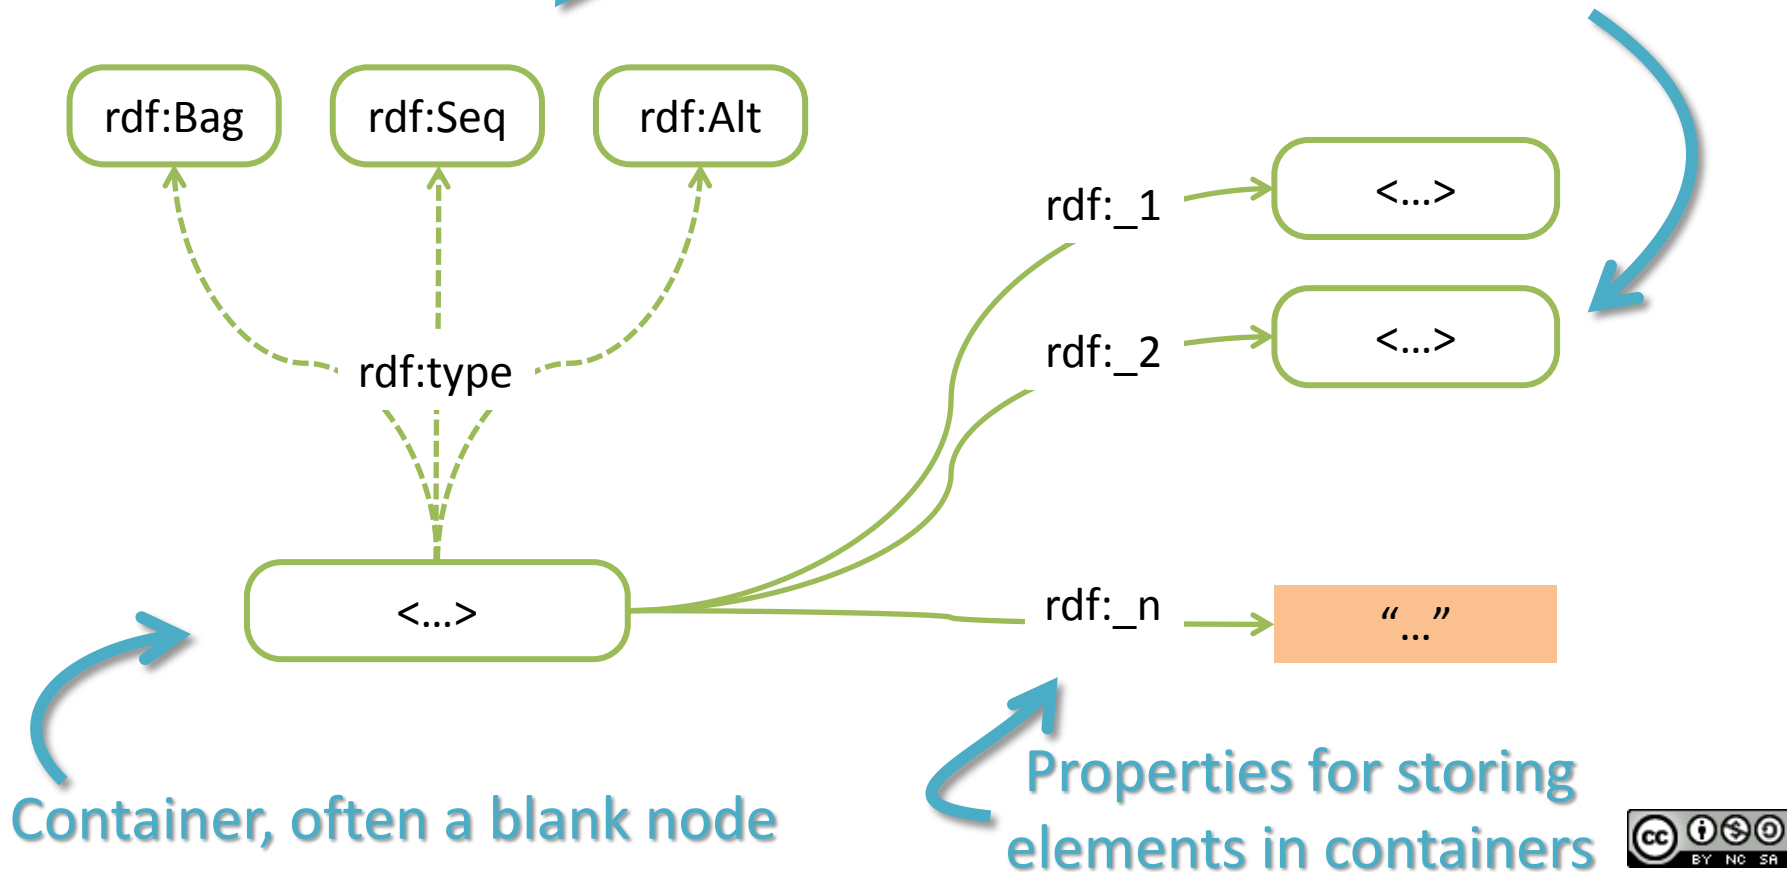 rdf:Bag
rdf:Seq
rdf:Alt
rdf:_1
<...>
rdf:_2
<...>
rdf:type
<...>
rdf:_n
“...”
Container, often a blank node
Properties for storing
elements in containers
cc
BY NC SA